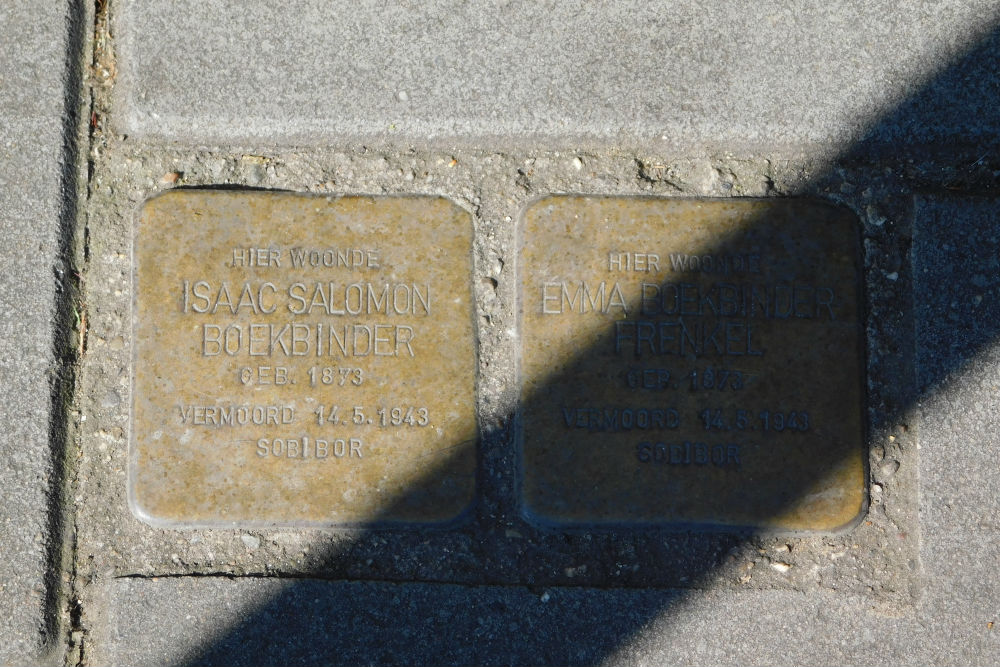 HIER WOONDE
ISAAC SALOMON
BOEKBINDER
GEB. 1873
VERMOORD 14.5.1943
SOBIBOR
HIER WOONDE
EMMA BOEKBINDER
FRENKEL
GEB. 1873
VERMOORD 14.5.1943
SOBIBOR